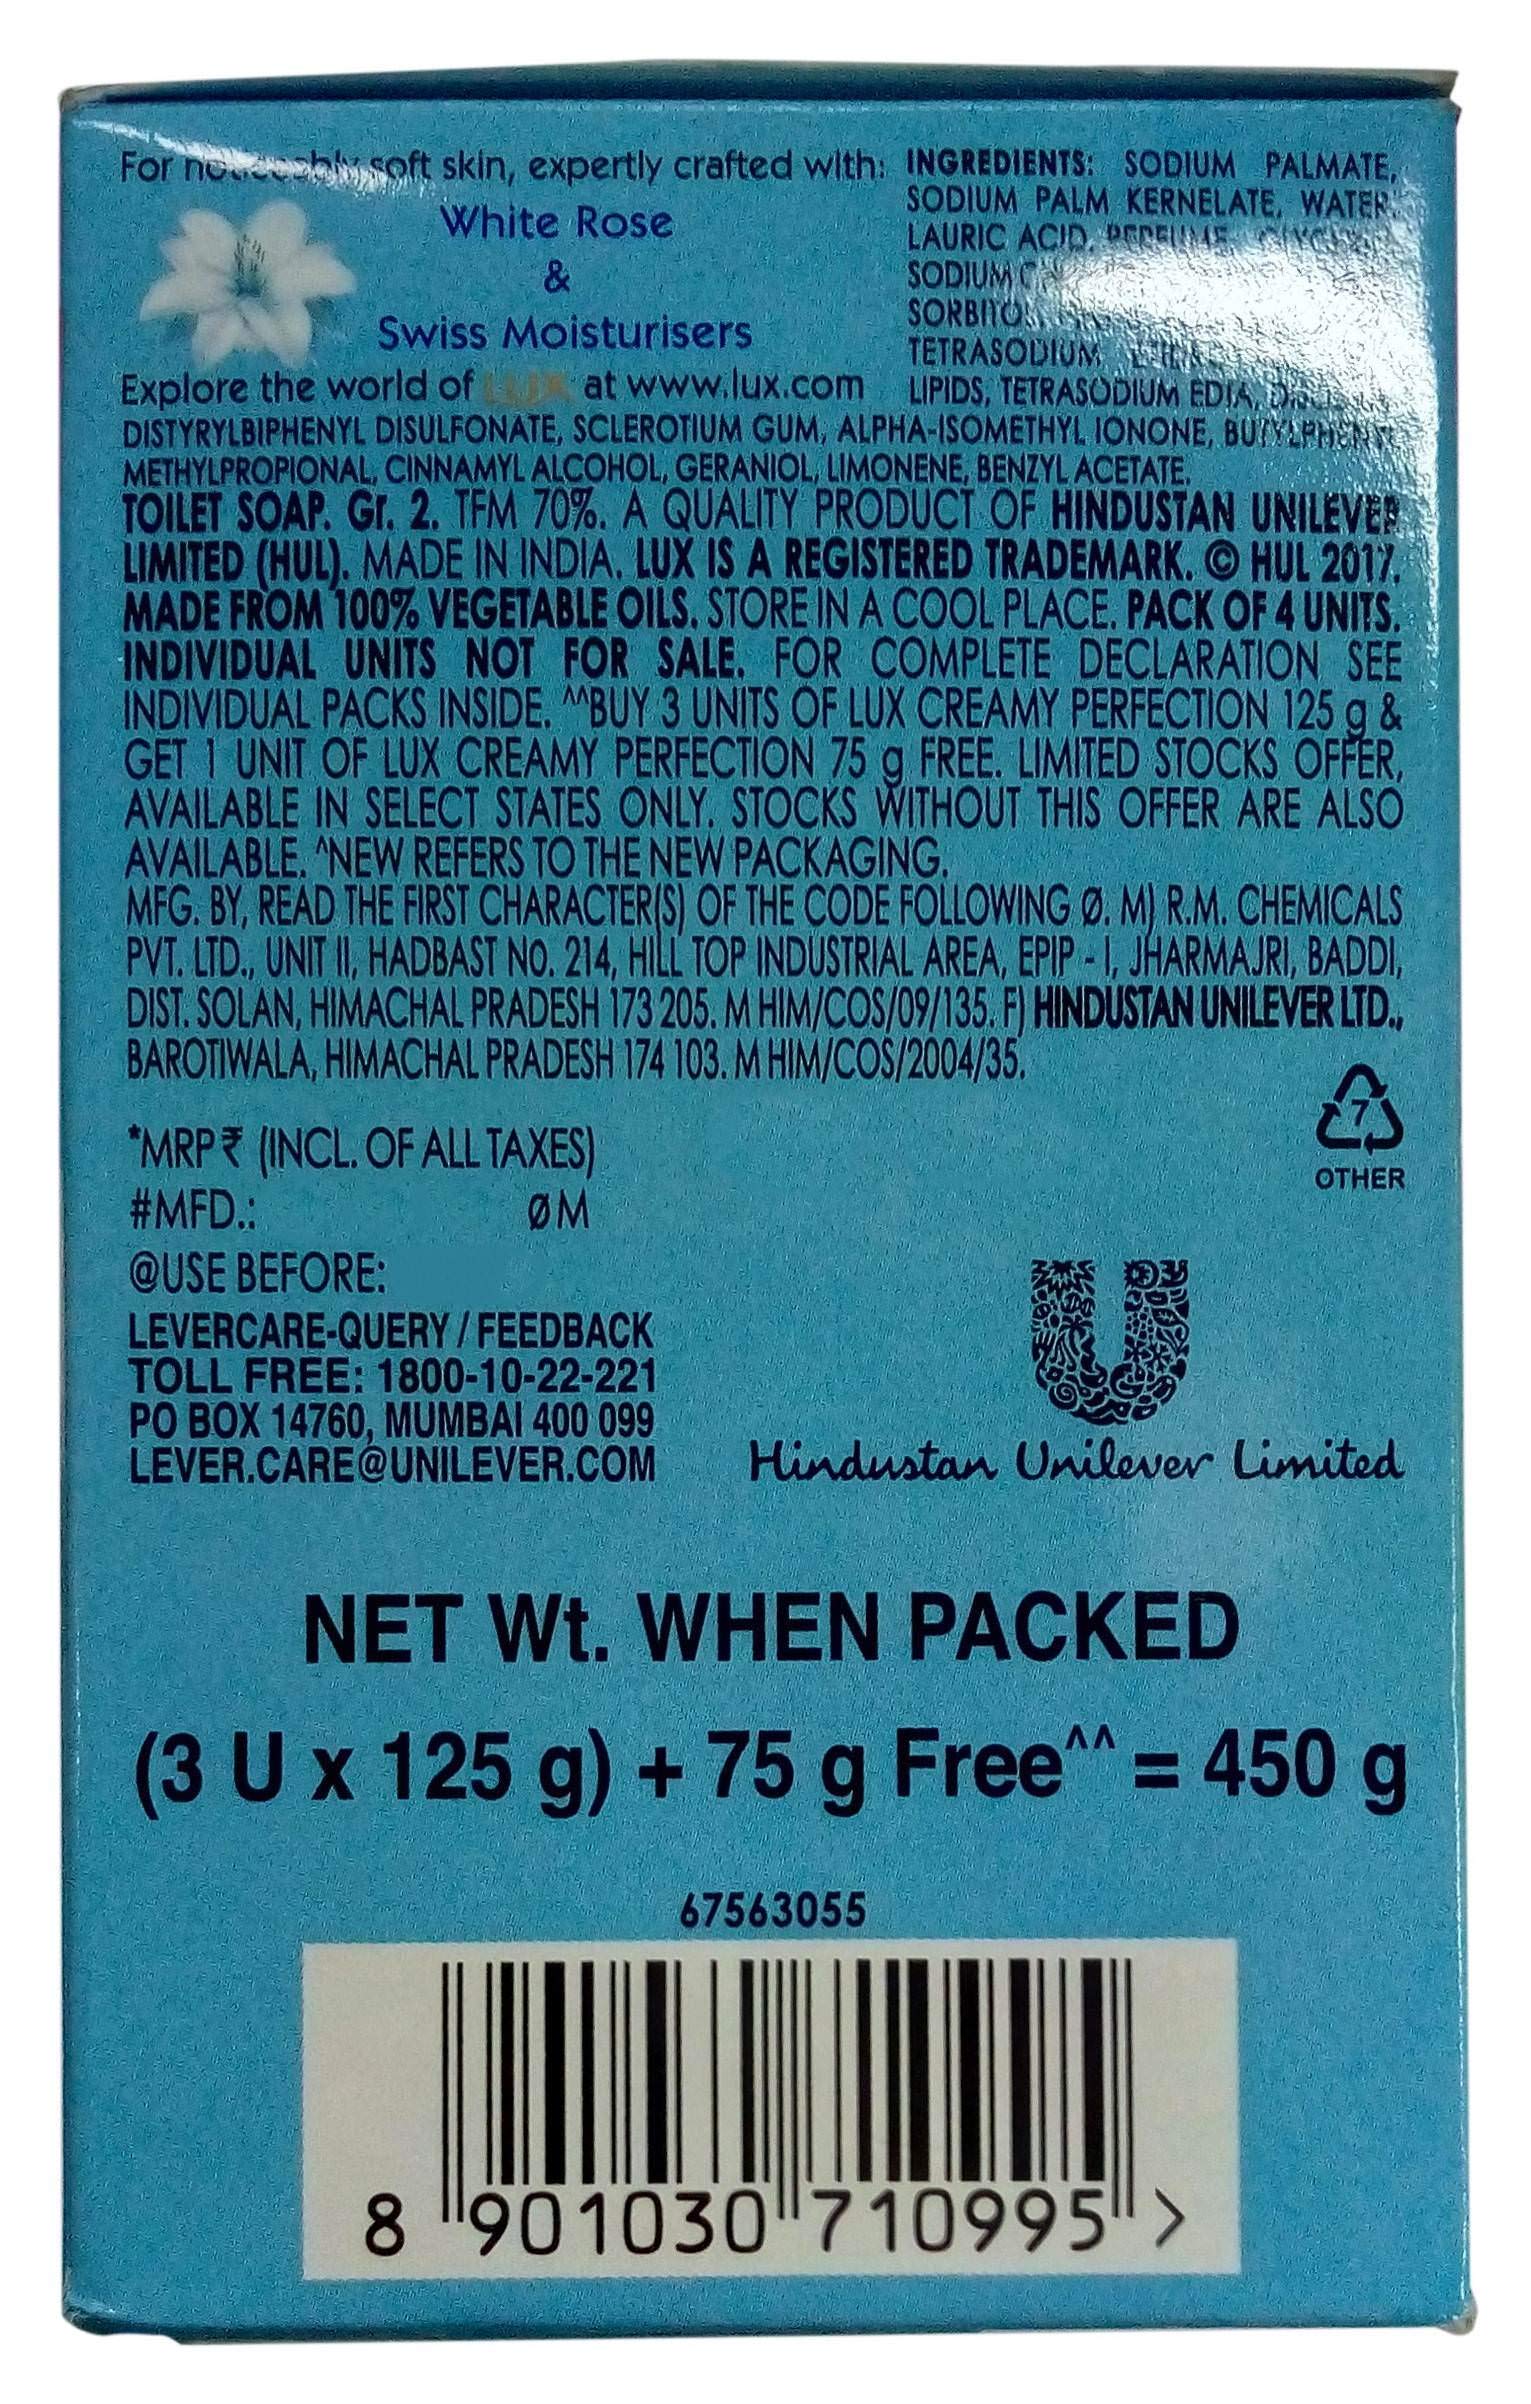 For soft skin, expertly crafted with:
White Rose
&
Swiss Moisturisers
Explore the world of LUX at www.lux.com
INGREDIENTS: SODIUM PALMATE,
SODIUM PALM KERNELATE, WATER,
LAURIC ACID, PERFUME,
SODIUM
TETRASODIUM
LIPIDS, TETRASODIUM EDTA,
DISTYRYLBIPHENYL DISULFONATE, SCLEROTIUM GUM, ALPHA-ISOMETHYL IONONE, BUTYLPHENYL
METHYLPROPIONAL, CINNAMYL ALCOHOL, GERANIOL, LIMONENE, BENZYL ACETATE.
TOILET SOAP. Gr. 2. TFM 70%. A QUALITY PRODUCT OF HINDUSTAN UNILEVER
LIMITED (HUL). MADE IN INDIA. LUX IS A REGISTERED TRADEMARK. © HUL 2017.
MADE FROM 100% VEGETABLE OILS. STORE IN A COOL PLACE. PACK OF 4 UNITS.
INDIVIDUAL UNITS NOT FOR SALE. FOR COMPLETE DECLARATION SEE
INDIVIDUAL PACKS INSIDE. ^^BUY 3 UNITS OF LUX CREAMY PERFECTION 125 g &
GET 1 UNIT OF LUX CREAMY PERFECTION 75 g FREE. LIMITED STOCKS OFFER,
AVAILABLE IN SELECT STATES ONLY. STOCKS WITHOUT THIS OFFER ARE ALSO
AVAILABLE. ^NEW REFERS TO THE NEW PACKAGING.
MFG. BY, READ THE FIRST CHARACTER(S) OF THE CODE FOLLOWING Ø. M) R.M. CHEMICALS
PVT. LTD., UNIT II, HADBAST No. 214, HILL TOP INDUSTRIAL AREA, EPIP - I, JHARMAJRI, BADDI,
DIST. SOLAN, HIMACHAL PRADESH 173 205. M HIM/COS/09/135. F) HINDUSTAN UNILEVER LTD.,
BAROTIWALA, HIMACHAL PRADESH 174 103. M HIM/COS/2004/35.
*MRP ₹ (INCL. OF ALL TAXES)
#MFD.: ØM
@USE BEFORE:
7
OTHER
LEVERCARE-QUERY / FEEDBACK
TOLL FREE: 1800-10-22-221
PO BOX 14760, MUMBAI 400 099
LEVER.CARE@UNILEVER.COM
Hindustan Unilever Limited
NET Wt. WHEN PACKED
(3 U x 125 g) + 75 g Free^^ = 450 g
67563055
8 901030 710995 >